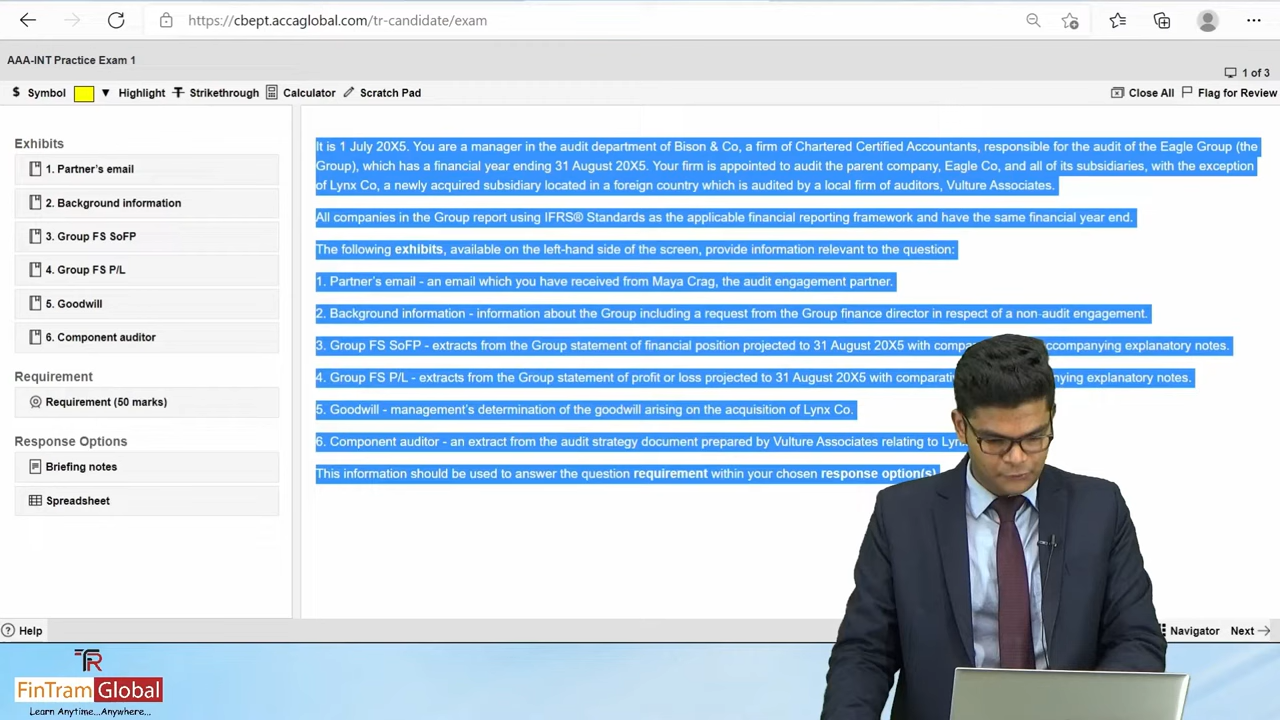 https://cbept.accaglobal.com/tr-candidate/exam
AAA-INT Practice Exam 1
1 of 3
$ Symbol Highlight Strikethrough Calculator Scratch Pad Close All Flag for Review
Exhibits
1. Partner's email
2. Background information
3. Group FS SoFP
4. Group FS P/L
5. Goodwill
6. Component auditor
Requirement
Requirement (50 marks)
Response Options
Briefing notes
Spreadsheet
It is 1 July 20X5. You are a manager in the audit department of Bison & Co, a firm of Chartered Certified Accountants, responsible for the audit of the Eagle Group (the
Group), which has a financial year ending 31 August 20X5. Your firm is appointed to audit the parent company, Eagle Co, and all of its subsidiaries, with the exception
of Lynx Co, a newly acquired subsidiary located in a foreign country which is audited by a local firm of auditors, Vulture Associates.
All companies in the Group report using IFRS® Standards as the applicable financial reporting framework and have the same financial year end.
The following exhibits, available on the left-hand side of the screen, provide information relevant to the question:
1. Partner's email - an email which you have received from Maya Crag, the audit engagement partner.
2. Background information - information about the Group including a request from the Group finance director in respect of a non-audit engagement.
3. Group FS SoFP - extracts from the Group statement of financial position projected to 31 August 20X5 with explanatory notes.
4. Group FS P/L - extracts from the Group statement of profit or loss projected to 31 August 20X5 with explanatory notes.
5. Goodwill - management's determination of the goodwill arising on the acquisition of Lynx Co.
6. Component auditor - an extract from the audit strategy document prepared by Vulture Associates relating to
This information should be used to answer the question requirement within your chosen response option(s)
Help
Navigator Next
FR
FinTram Global
Learn Anytime...Anywhere...